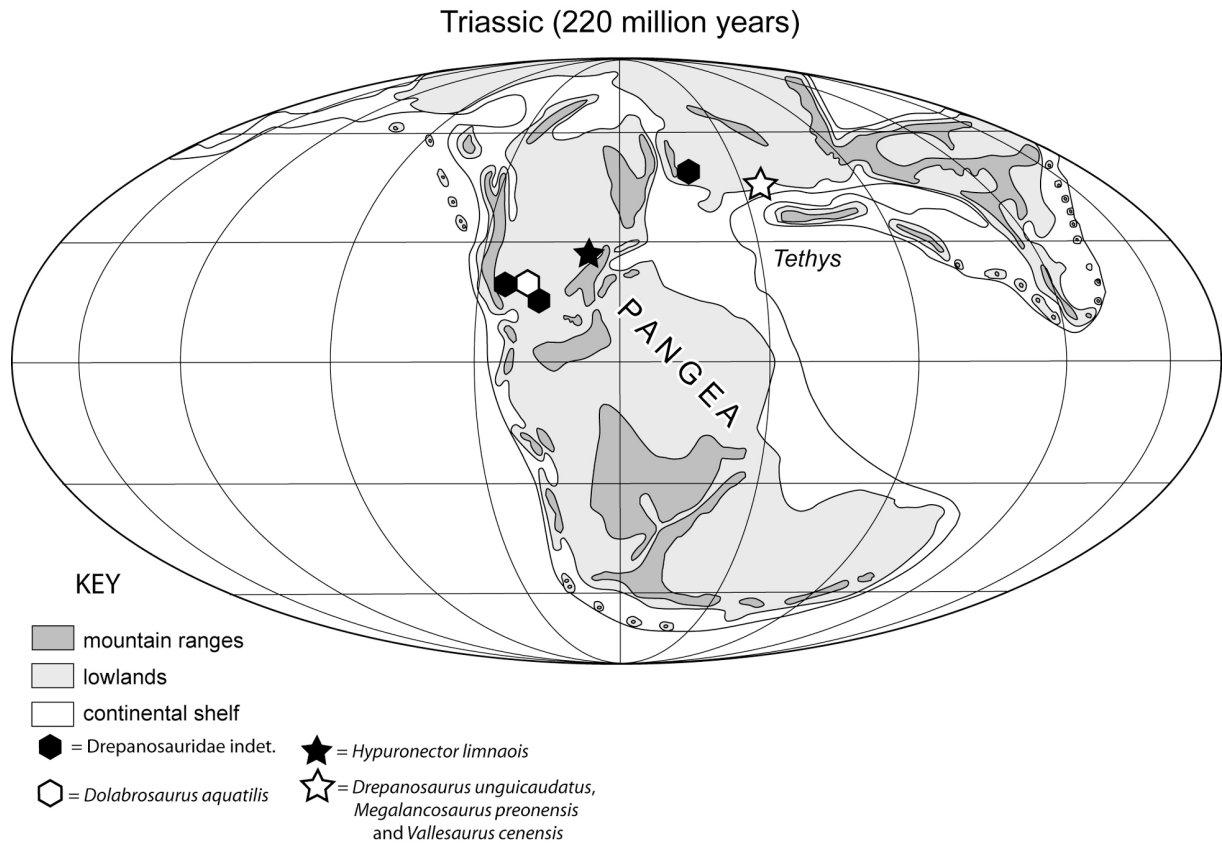 Triassic (220 million years)
Tethys
PANGEA
KEY
mountain ranges
lowlands
continental shelf
= Drepanosauridae indet.
= Dolabrosaurus aquatilis
= Hypuronector limnaois
= Drepanosaurus unguicaudatus,
Megalancosaurus preonensis
and Vallesaurus cenensis